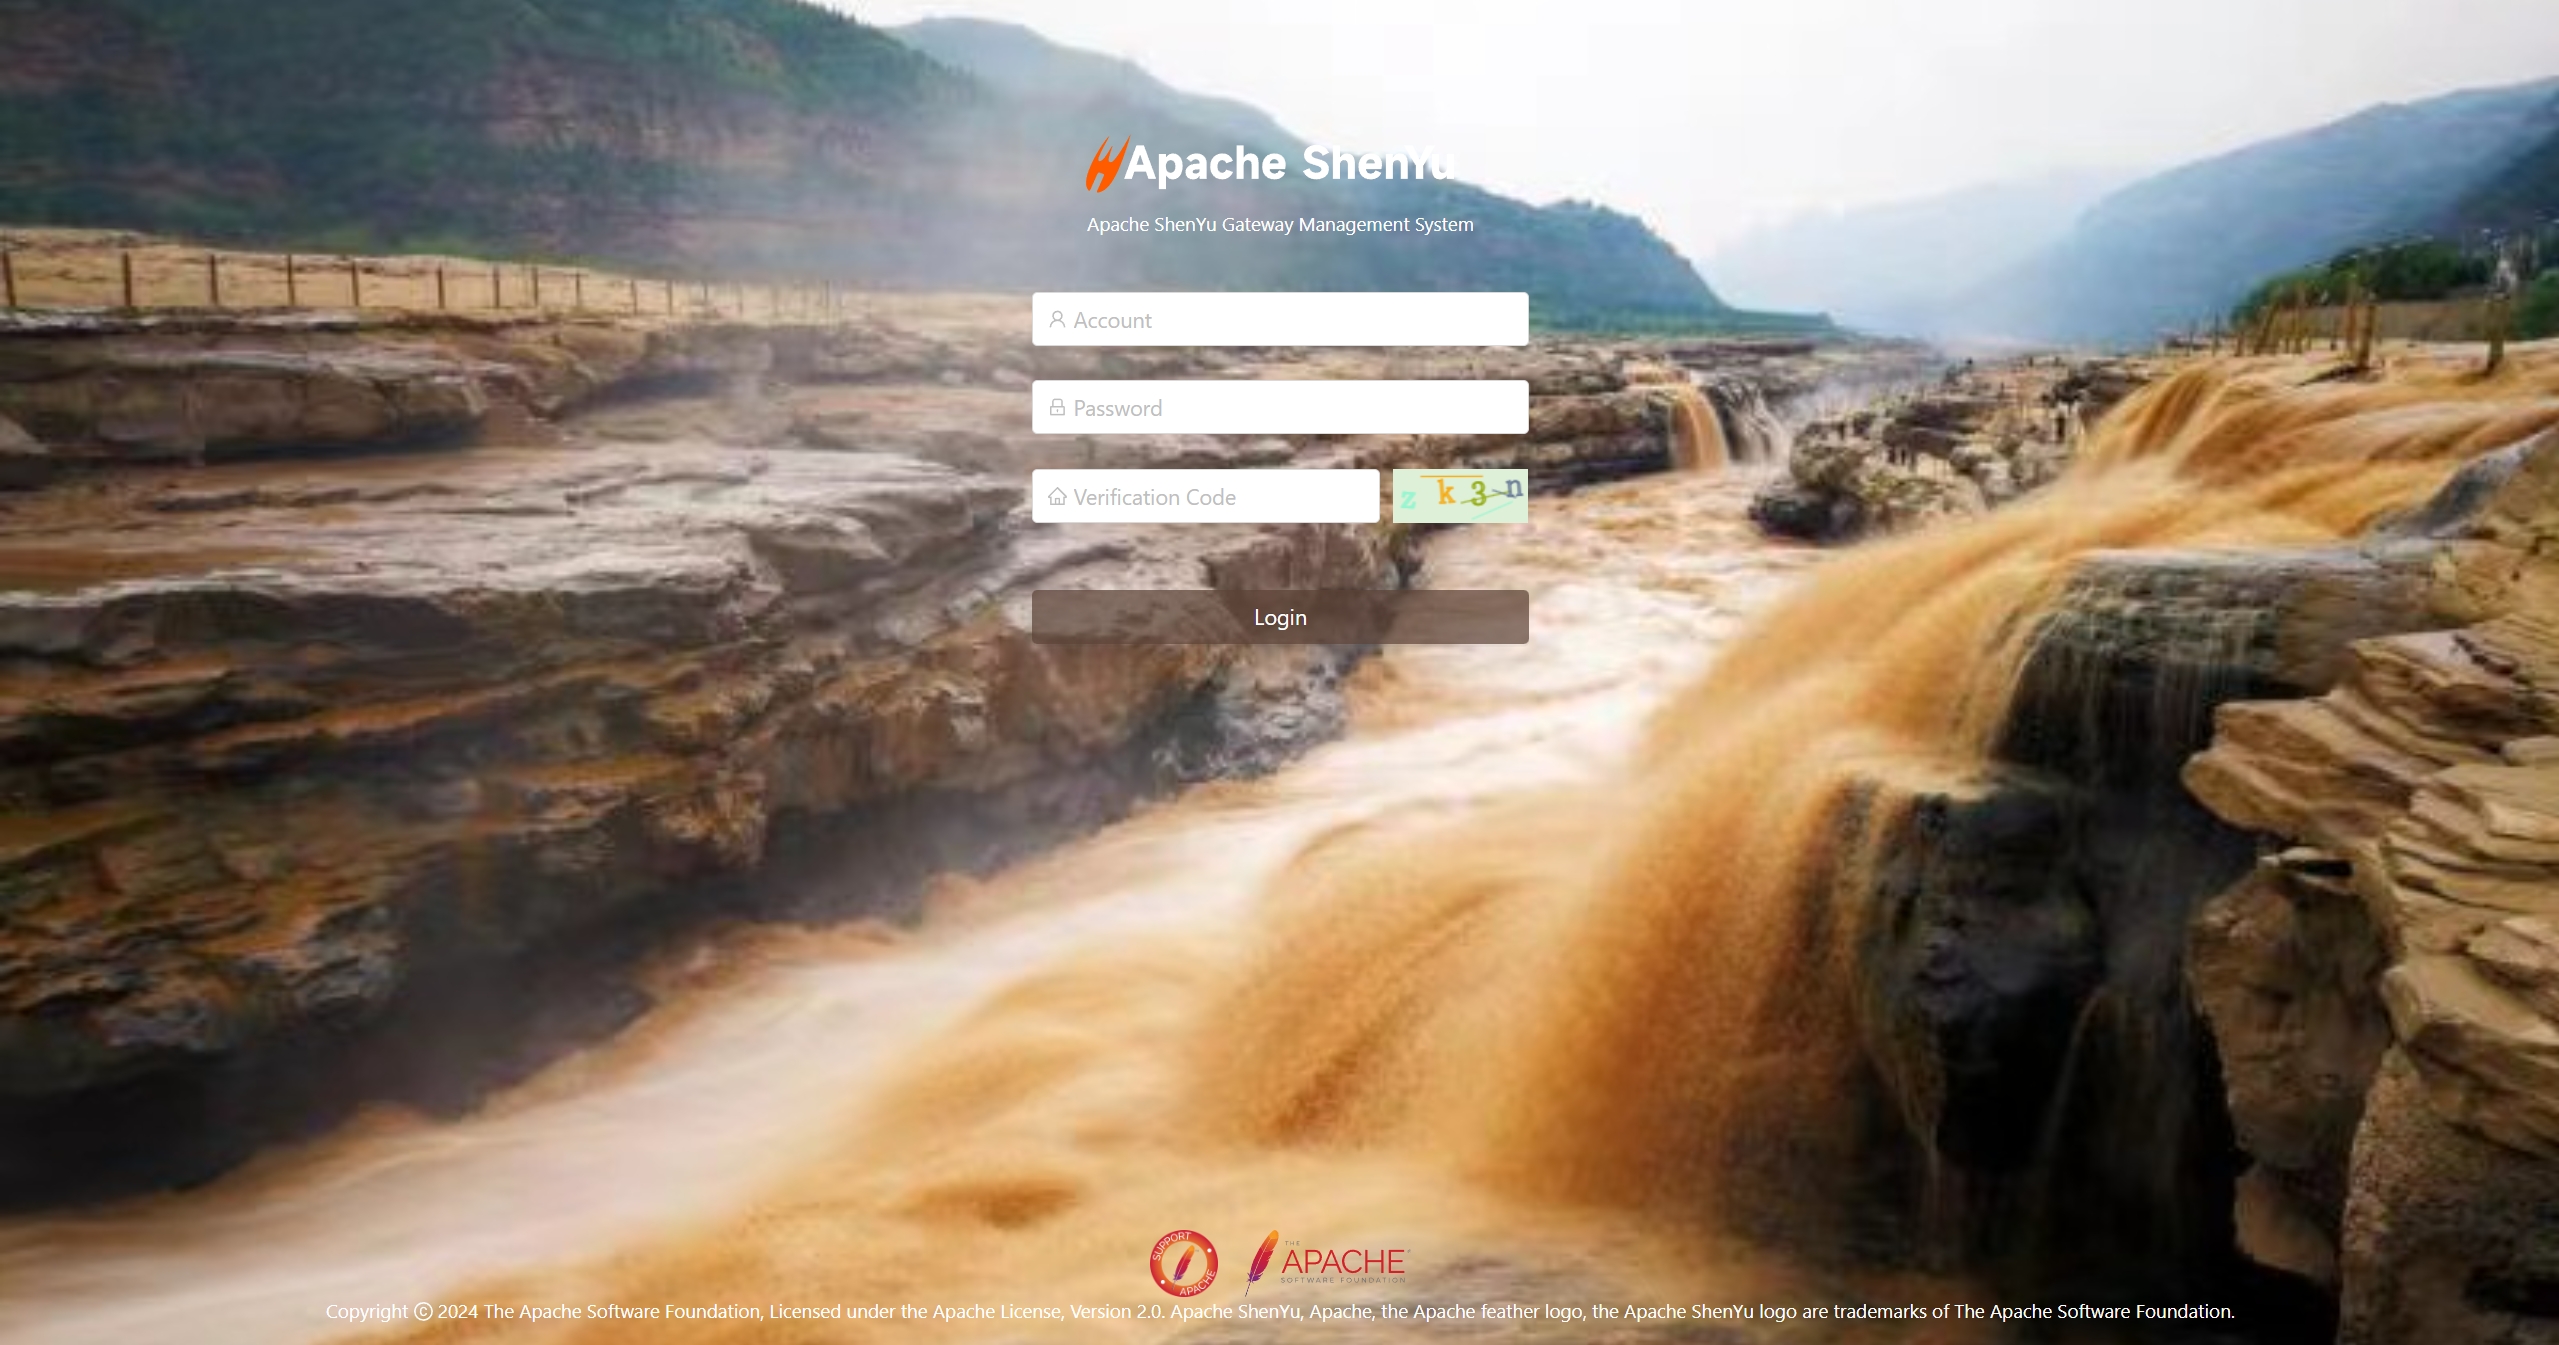 Apache ShenYu
Apache ShenYu Gateway Management System
Account
Password
Verification Code
z k 3 n
Login
SUPPORT APACHE
THE
APACHE
SOFTWARE FOUNDATION
Copyright ⓒ 2024 The Apache Software Foundation, Licensed under the Apache License, Version 2.0. Apache ShenYu, Apache, the Apache feather logo, the Apache ShenYu logo are trademarks of The Apache Software Foundation.